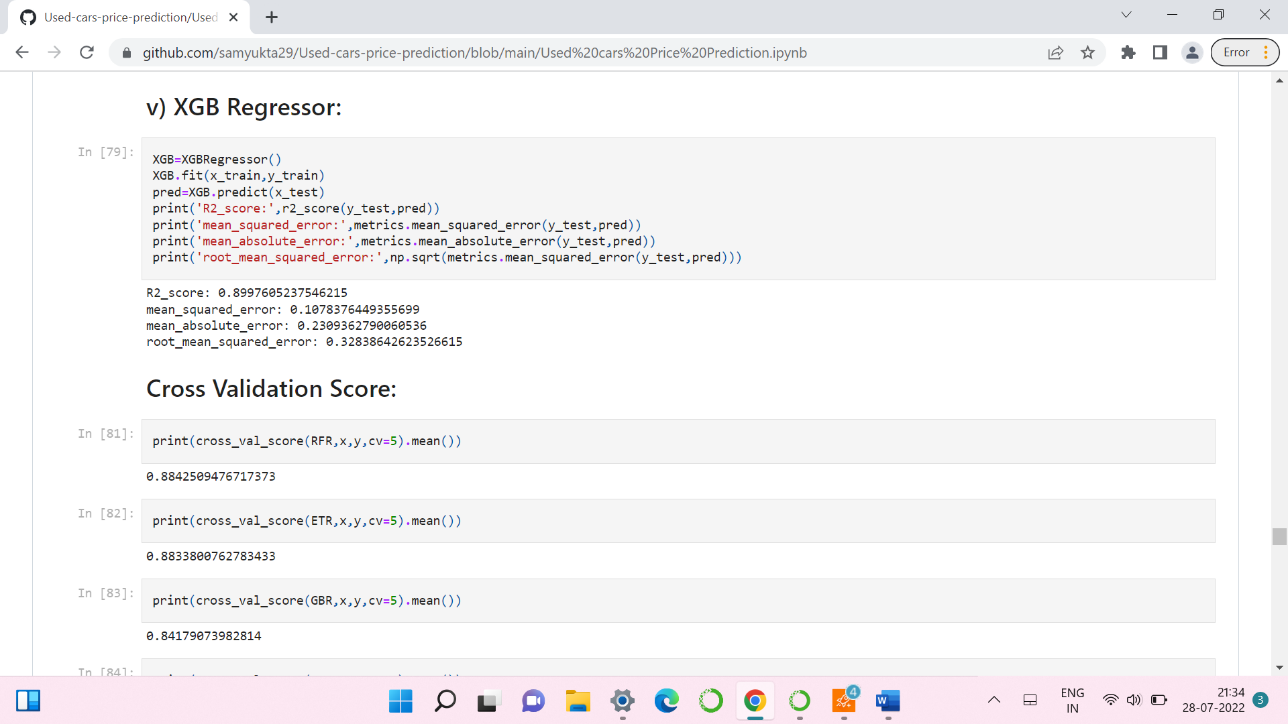 Used-cars-price-prediction/Used
github.com/samyukta29/Used-cars-price-prediction/blob/main/Used%20cars%20Price%20Prediction.ipynb
Error
v) XGB Regressor:
In [79]:
XGB=XGBRegressor()
XGB.fit(x_train,y_train)
pred=XGB.predict(x_test)
print('R2_score:',r2_score(y_test,pred))
print('mean_squared_error:',metrics.mean_squared_error(y_test,pred))
print('mean_absolute_error:',metrics.mean_absolute_error(y_test,pred))
print('root_mean_squared_error:',np.sqrt(metrics.mean_squared_error(y_test,pred)))
R2_score: 0.8997605237546215
mean_squared_error: 0.1078376449355699
mean_absolute_error: 0.2309362790060536
root_mean_squared_error: 0.32838642623526615
Cross Validation Score:
In [81]:
print(cross_val_score(RFR,x,y,cv=5).mean())
0.8842509476717373
In [82]:
print(cross_val_score(ETR,x,y,cv=5).mean())
0.8833800762783433
In [83]:
print(cross_val_score(GBR,x,y,cv=5).mean())
0.84179073982814
In [84]:
4
W
ENG
IN
21:34
28-07-2022
3